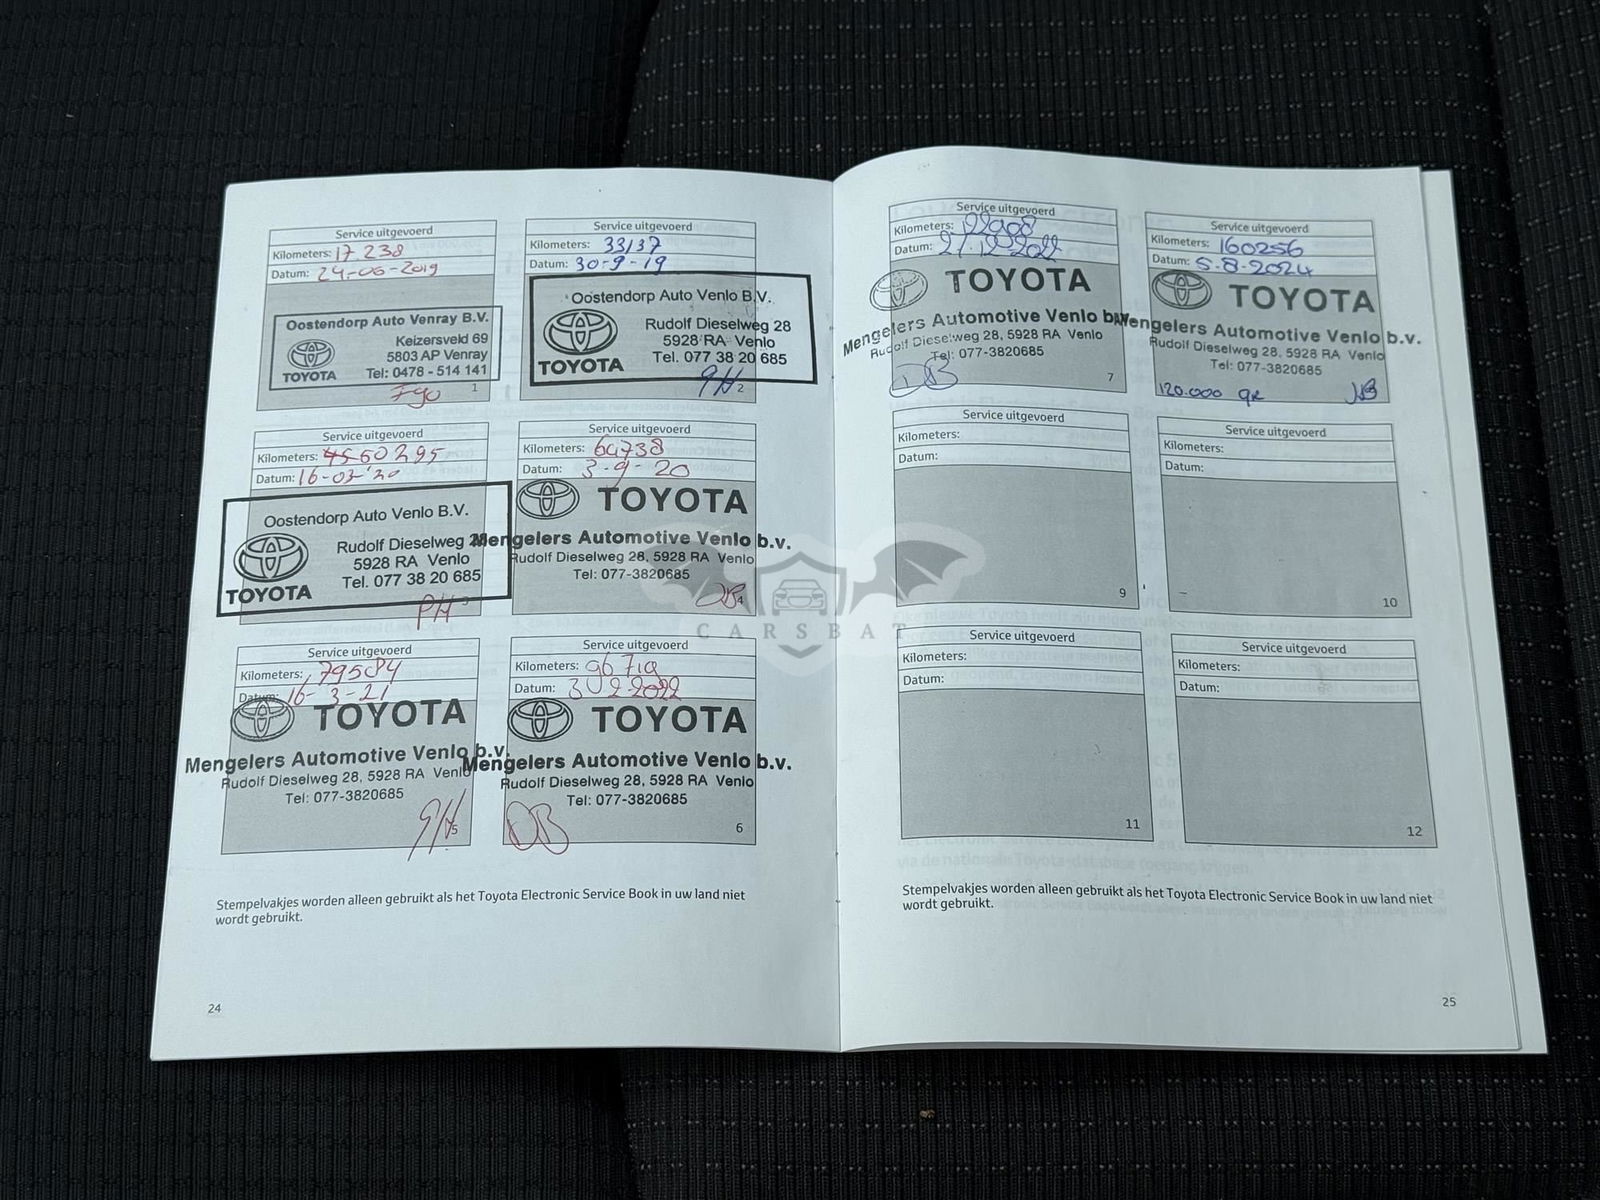 Service uitgevoerd
Kilometers: 17.238
Datum: 24-06-2019
Oostendorp Auto Venray B.V.
Keizersveld 69
5803 AP Venray
TOYOTA
Tel: 0478 - 514 141
1
Service uitgevoerd
Kilometers: 33137
Datum: 30-9-19
Oostendorp Auto Venlo B.V.
Rudolf Dieselweg 28
5928 RA Venlo
TOYOTA
Tel. 077 38 20 685
2
Service uitgevoerd
Kilometers:
Datum: 16-03-'20
Oostendorp Auto Venlo B.V.
Rudolf Dieselweg
5928 RA Venlo
TOYOTA
Tel. 077 38 20 685
PH 3
Service uitgevoerd
Kilometers: 64738
Datum: 3-9-20
TOYOTA
Mengelers Automotive Venlo b.v.
Rudolf Dieselweg 28, 5928 RA Venlo
Tel: 077-3820685
DB 4
Service uitgevoerd
Kilometers: 79584
Datum: 16-3-21
TOYOTA
Mengelers Automotive Venlo b.v.
Rudolf Dieselweg 28, 5928 RA Venlo
Tel: 077-3820685
5
Service uitgevoerd
Kilometers:
Datum: 3 2-2022
TOYOTA
Mengelers Automotive Venlo b.v.
Rudolf Dieselweg 28, 5928 RA Venlo
Tel: 077-3820685
DB 6
Stempelvakjes worden alleen gebruikt als het Toyota Electronic Service Book in uw land niet
wordt gebruikt.
24
Service uitgevoerd
Kilometers:
Datum: 21-12-2022
TOYOTA
Mengelers Automotive Venlo
Rudolf Dieselweg 28, 5928 RA Venlo
Tel: 077-3820685
DB 7
Service uitgevoerd
Kilometers: 160256
Datum: 5-8-2024
TOYOTA
Mengelers Automotive Venlo b.v.
Rudolf Dieselweg 28, 5928 RA Venlo
Tel: 077-3820685
120.000
Service uitgevoerd
Kilometers:
Datum:
9
Service uitgevoerd
Kilometers:
Datum:
10
Service uitgevoerd
Kilometers:
Datum:
11
Service uitgevoerd
Kilometers:
Datum:
12
Stempelvakjes worden alleen gebruikt als het Toyota Electronic Service Book in uw land niet
wordt gebruikt.
25
CARSBAT